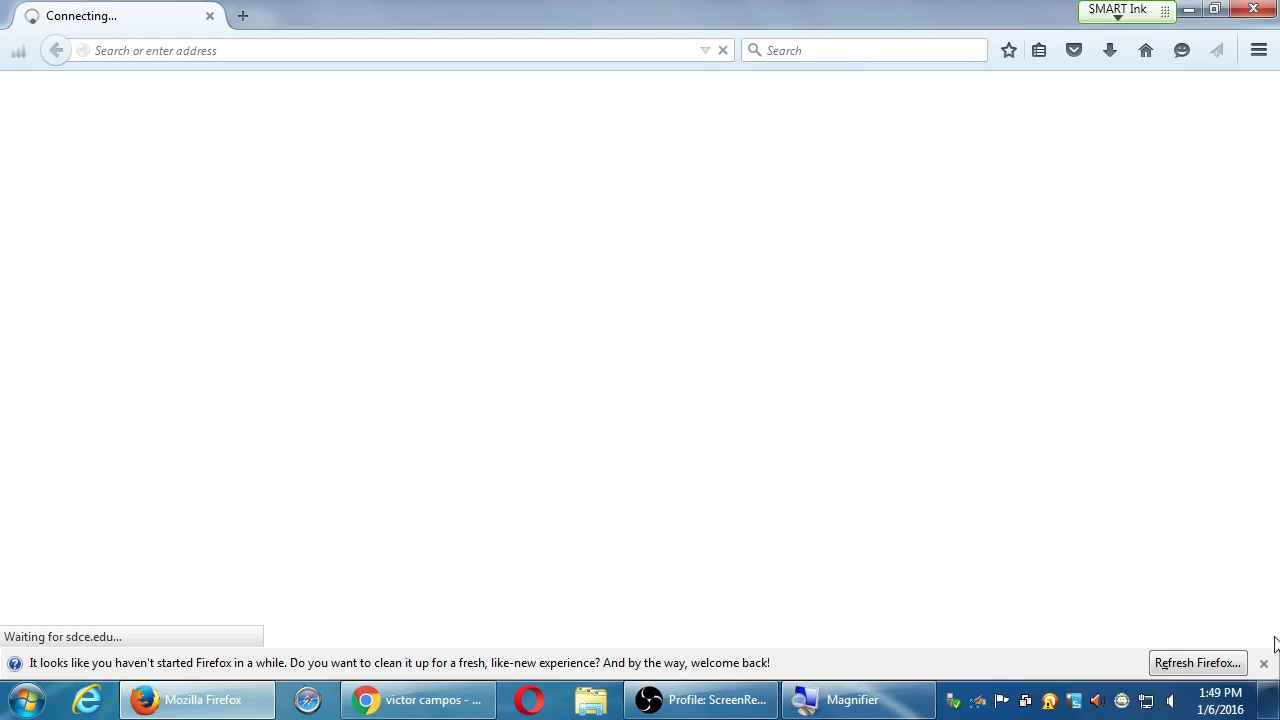 Connecting...
SMART Ink
Search or enter address
Search
Waiting for sdce.edu...
It looks like you haven't started Firefox in a while. Do you want to clean it up for a fresh, like-new experience? And by the way, welcome back!
Refresh Firefox...
Mozilla Firefox
victor campos - ...
Profile: ScreenRe...
Magnifier
1:49 PM
1/6/2016